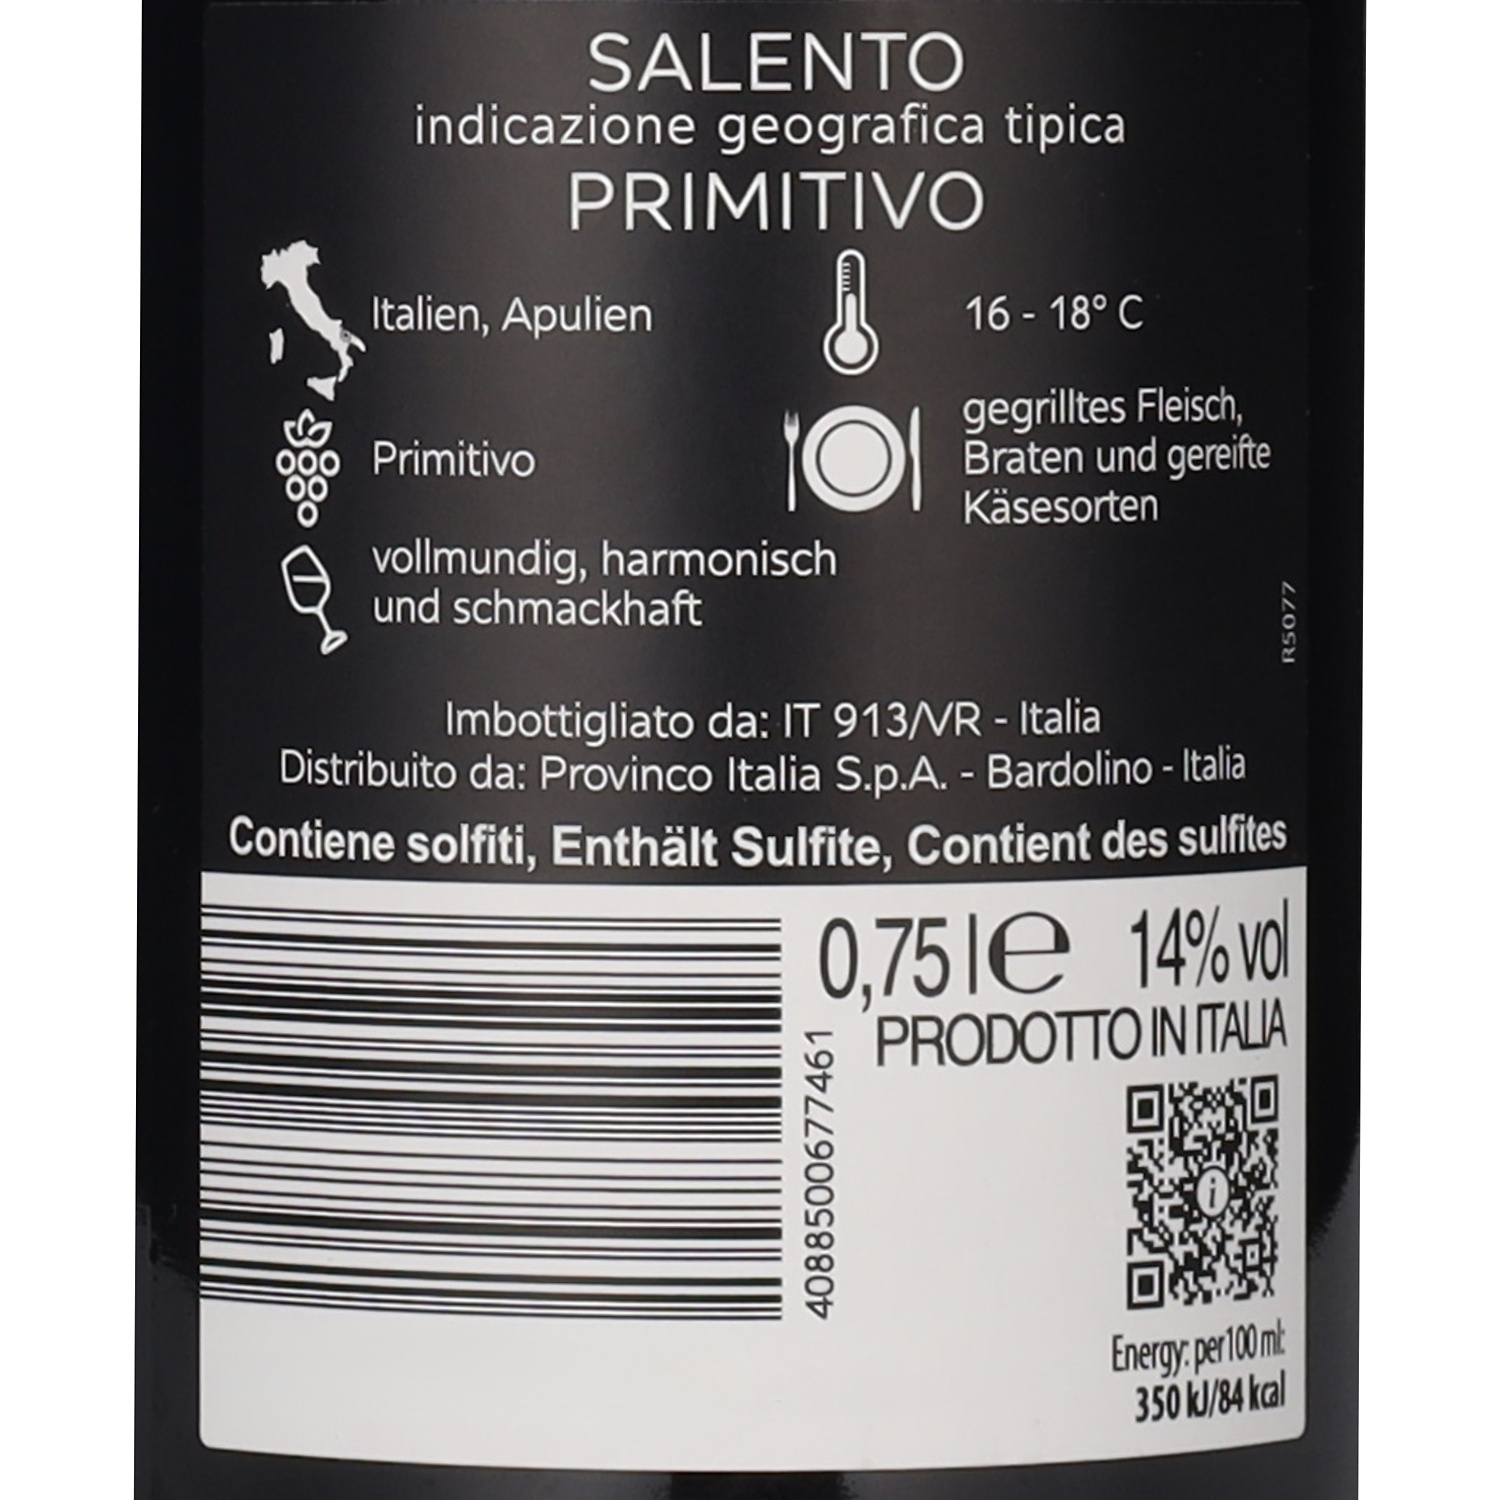 SALENTO
indicazione geografica tipica
PRIMITIVO
Italien, Apulien
16 - 18° C
Primitivo
gegrilltes Fleisch,
Braten und gereifte
Käsesorten
vollmundig, harmonisch
und schmackhaft
R5077
Imbottigliato da: IT 913/VR - Italia
Distribuito da: Provinco Italia S.p.A. - Bardolino - Italia
Contiene solfiti, Enthält Sulfite, Contient des sulfites
0,75 l e 14% vol
PRODOTTO IN ITALIA
4088500677461
i
Energy: per 100 ml:
350 kJ/84 kcal